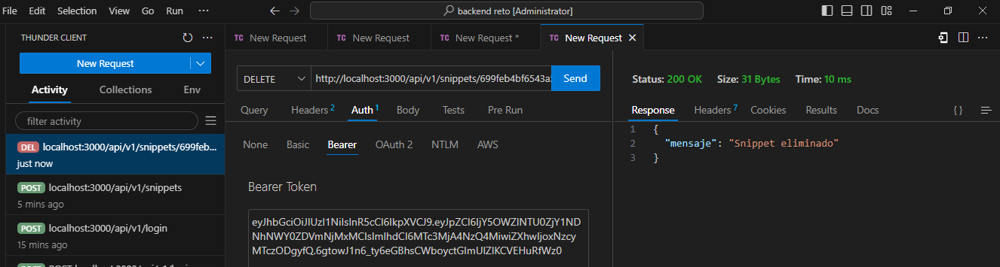 File Edit Selection View Go Run ··· backend reto [Administrator]
THUNDER CLIENT
New Request
Activity Collections Env
filter activity
DEL localhost:3000/api/v1/snippets/699feb...
just now
POST localhost:3000/api/v1/snippets
5 mins ago
POST localhost:3000/api/v1/login
15 mins ago
TC New Request TC New Request TC New Request * TC New Request
DELETE http://localhost:3000/api/v1/snippets/699feb4bf6543a Send
Query Headers 2 Auth 1 Body Tests Pre Run
None Basic Bearer OAuth 2 NTLM AWS
Bearer Token
eyJhbGciOiJIUzI1NiIsInR5cCI6IkpXVCJ9.eyJpZCI6IjY5OWZlNTU0ZjY1ND
NhNWY0ZDVmNjMxMCIsImlhdCI6MTc3MjA4NzQ4MiwiZXhwIjoxNzcy
MTczODgyfQ.6gtowJ1n6_ty6eGBhsCWboyctGImUIZIKCVEHuRfWz0
Status: 200 OK Size: 31 Bytes Time: 10 ms
Response Headers 7 Cookies Results Docs { }
1 {
2 "mensaje": "Snippet eliminado"
3 }